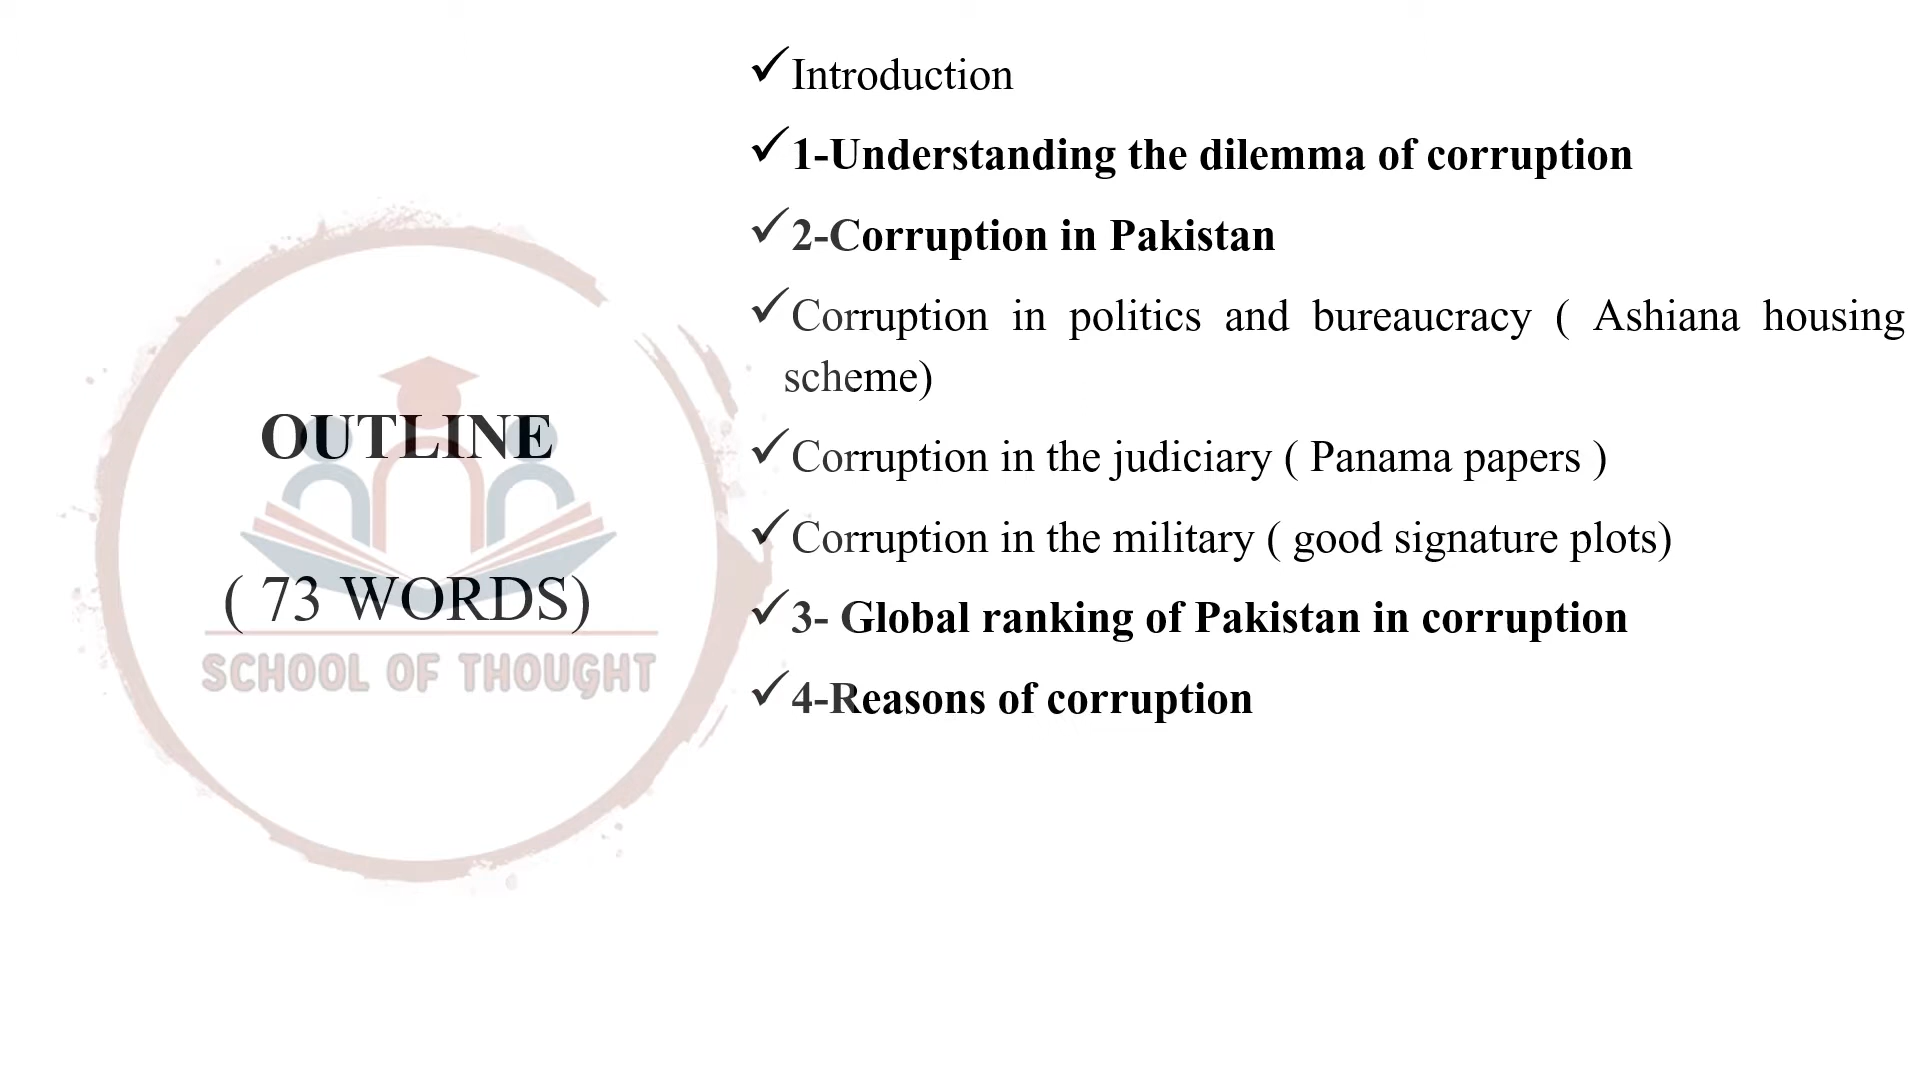 OUTLINE
( 73 WORDS)
SCHOOL OF THOUGHT
✓Introduction
✓1-Understanding the dilemma of corruption
✓2-Corruption in Pakistan
✓Corruption in politics and bureaucracy ( Ashiana housing
scheme)
✓Corruption in the judiciary ( Panama papers )
✓Corruption in the military ( good signature plots)
✓3- Global ranking of Pakistan in corruption
✓4-Reasons of corruption